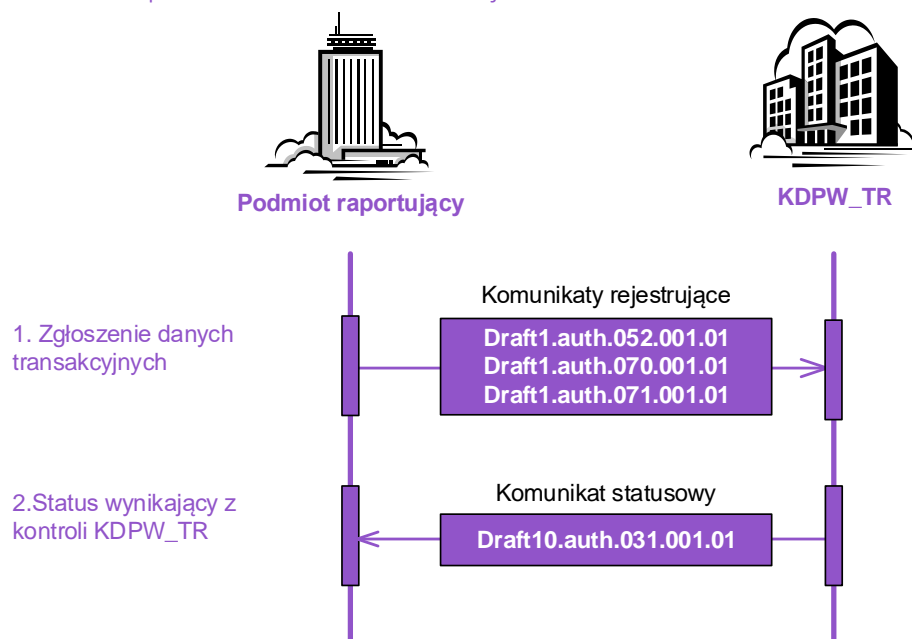 Podmiot raportujący
KDPW_TR
Komunikaty rejestrujące
1. Zgłoszenie danych
transakcyjnych
Draft1.auth.052.001.01
Draft1.auth.070.001.01
Draft1.auth.071.001.01
2.Status wynikający z
kontroli KDPW_TR
Komunikat statusowy
Draft10.auth.031.001.01